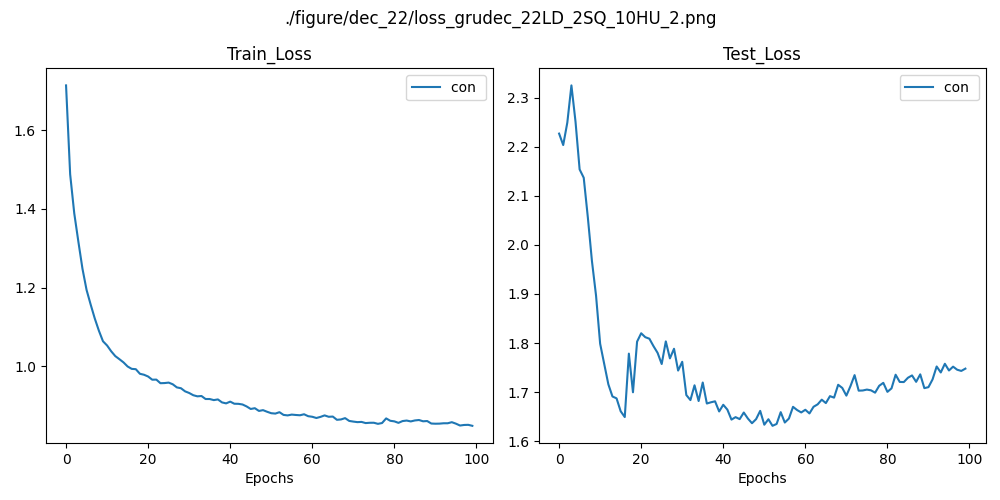 ./figure/dec_22/loss_grudec_22LD_2SQ_10HU_2.png
Train_Loss
con
1.6
1.4
1.2
1.0
0 20 40 60 80 100
Epochs
Test_Loss
con
2.3
2.2
2.1
2.0
1.9
1.8
1.7
1.6
0 20 40 60 80 100
Epochs